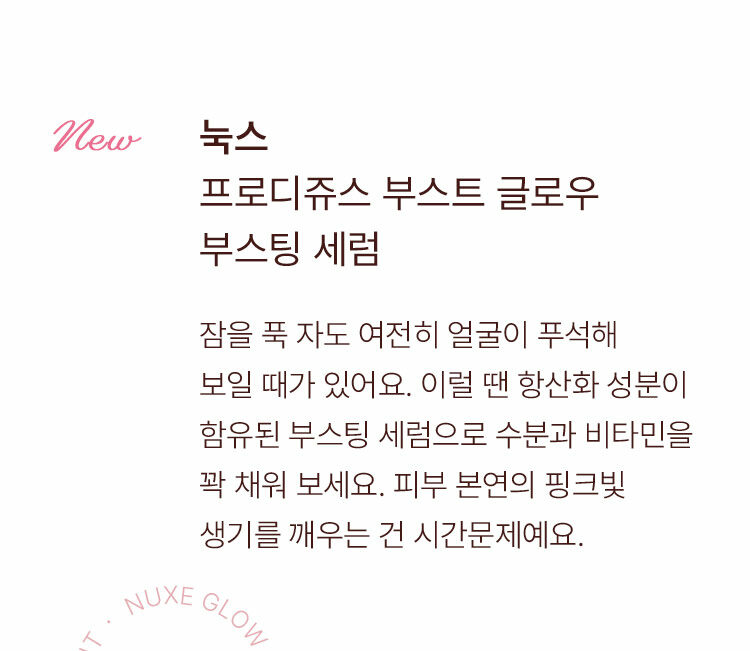 New
눅스
프로디쥬스 부스트 글로우
부스팅 세럼
잠을 푹 자도 여전히 얼굴이 푸석해
보일 때가 있어요. 이럴 땐 항산화 성분이
함유된 부스팅 세럼으로 수분과 비타민을
꽉 채워 보세요. 피부 본연의 핑크빛
생기를 깨우는 건 시간문제예요.
· NUXE GLOW